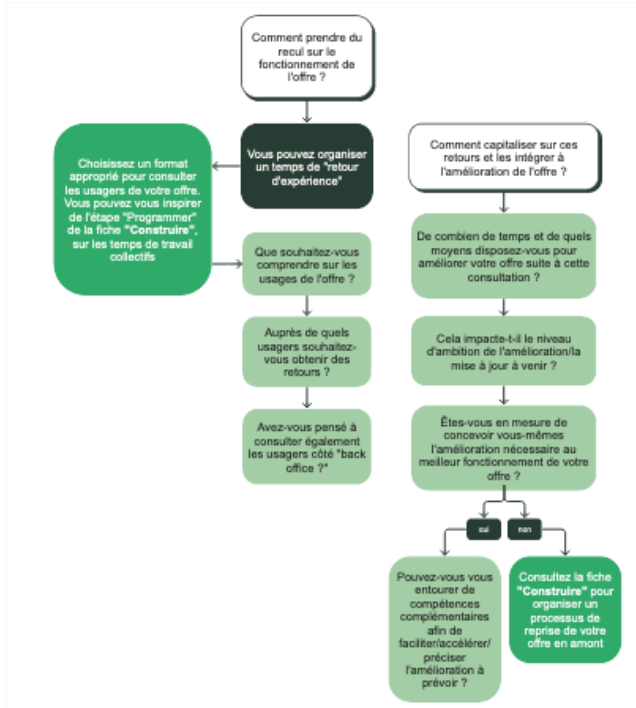 Comment prendre du
recul sur le
fonctionnement de
l'offre ?
Vous pouvez organiser
un temps de "retour
d'expérience"
Choisissez un format
approprié pour consulter
les usagers de votre offre.
Vous pouvez vous inspirer
de l'étape "Programmer"
de la fiche "Construire",
sur les temps de travail
collectifs
Que souhaitez-vous
comprendre sur les
usages de l'offre ?
Auprès de quels
usagers souhaitez-
vous obtenir des
retours ?
Avez-vous pensé à
consulter également
les usagers côté "back
office ?"
Comment capitaliser sur ces
retours et les intégrer à
l'amélioration de l'offre ?
De combien de temps et de quels
moyens disposez-vous pour
améliorer votre offre suite à cette
consultation ?
Cela impacte-t-il le niveau
d'ambition de l'amélioration/la
mise à jour à venir ?
Êtes-vous en mesure de
concevoir vous-mêmes
l'amélioration nécessaire au
meilleur fonctionnement de votre
offre ?
oui
non
Pouvez-vous vous
entourer de
compétences
complémentaires
afin de
faciliter/accélérer/
préciser
l'amélioration à
prévoir ?
Consultez la fiche
"Construire" pour
organiser un
processus de
reprise de votre
offre en amont